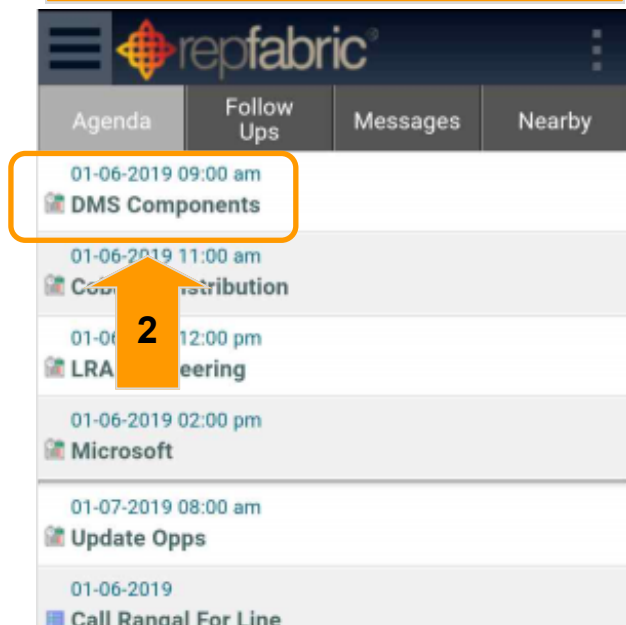 repfabric®
Agenda
Follow
Ups
Messages
Nearby
01-06-2019 09:00 am
DMS Components
01-06-2019 11:00 am
2
12:00 pm
LRA
01-06-2019 02:00 pm
Microsoft
01-07-2019 08:00 am
Update Opps
01-06-2019
Call Rangal For Line